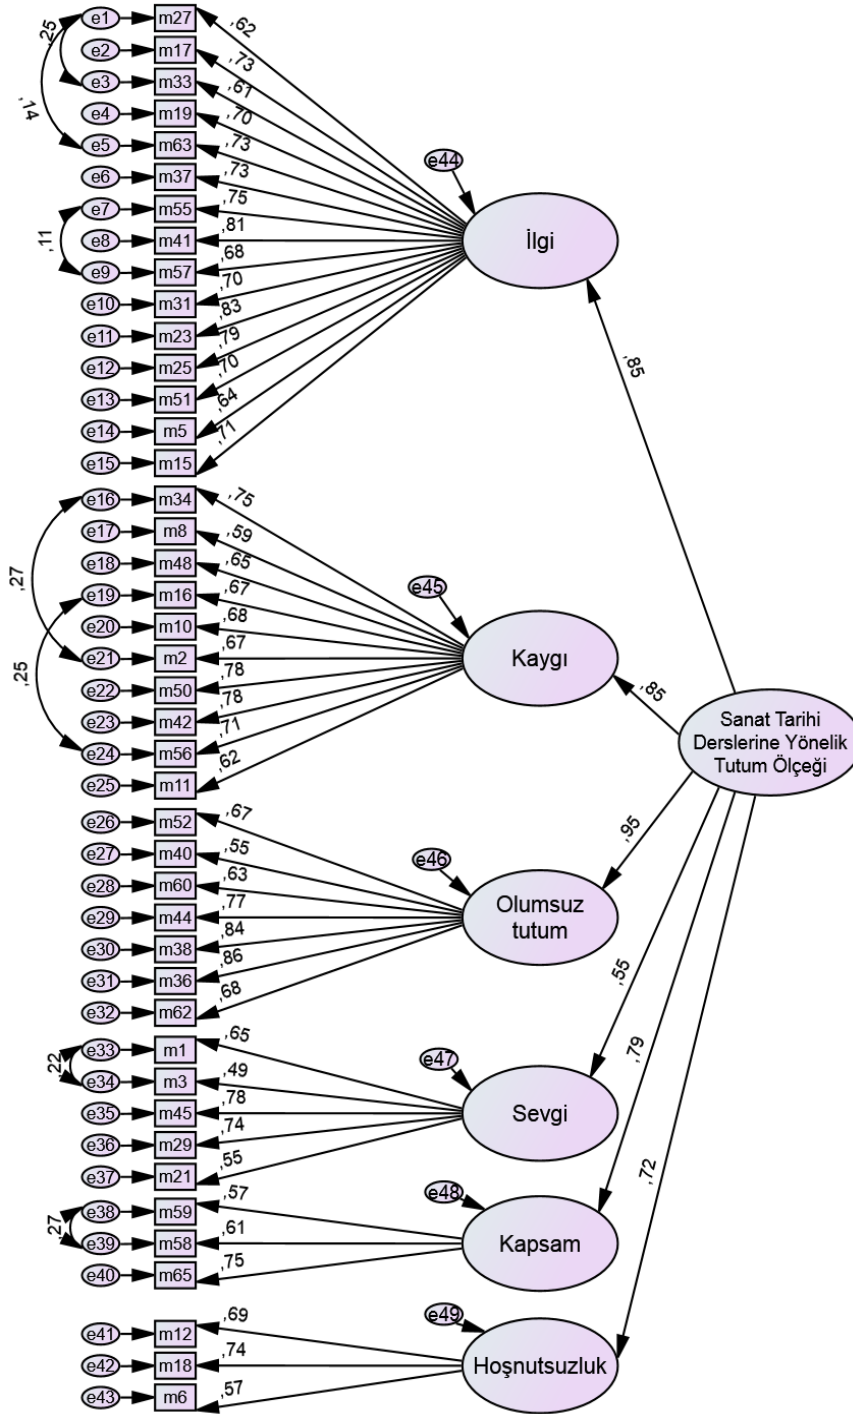 e1 m27 ,62
,25
e2 m17 ,73
e3 m33 ,61
,14
e4 m19 ,70
e5 m63 ,73
e6 m37 ,73
e7 m55 ,75
,11
e8 m41 ,81
e9 m57 ,68
e10 m31 ,70
e11 m23 ,83
e12 m25 ,79
e13 m51 ,70
e14 m5 ,64
e15 m15 ,71
e44
İlgi
,85
e16 m34 ,75
e17 m8 ,59
e18 m48 ,65
,27
e19 m16 ,67
e20 m10 ,68
e21 m2 ,67
,25
e22 m50 ,78
e23 m42 ,78
e24 m56 ,71
e25 m11 ,62
e45
Kaygı
,85
Sanat Tarihi
Derslerine Yönelik
Tutum Ölçeği
e26 m52 ,67
e27 m40 ,55
e28 m60 ,63
e29 m44 ,77
e30 m38 ,84
e31 m36 ,86
e32 m62 ,68
e46
Olumsuz
tutum
,95
e33 m1 ,65
,22
e34 m3 ,49
e35 m45 ,78
e36 m29 ,74
e37 m21 ,55
e47
Sevgi
,55
e38 m59 ,57
,27
e39 m58 ,61
e40 m65 ,75
e48
Kapsam
,79
e41 m12 ,69
e42 m18 ,74
e43 m6 ,57
e49
Hoşnutsuzluk
,72